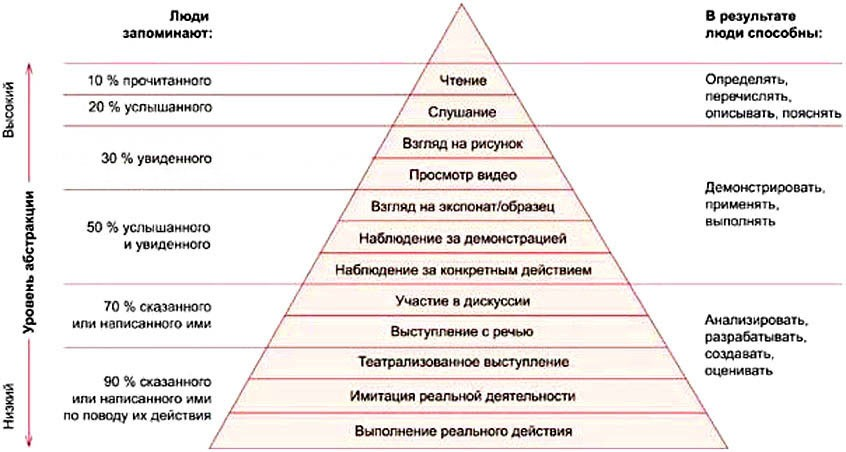 Люди
запоминают:
В результате
люди способны:
Высокий
Уровень абстракции
Низкий
10 % прочитанного
20 % услышанного
30 % увиденного
50 % услышанного
и увиденного
70 % сказанного
или написанного ими
90 % сказанного
или написанного ими
по поводу их действия
Чтение
Слушание
Взгляд на рисунок
Просмотр видео
Взгляд на экспонат/образец
Наблюдение за демонстрацией
Наблюдение за конкретным действием
Участие в дискуссии
Выступление с речью
Театрализованное выступление
Имитация реальной деятельности
Выполнение реального действия
Определять,
перечислять,
описывать, пояснять
Демонстрировать,
применять,
выполнять
Анализировать,
разрабатывать,
создавать,
оценивать